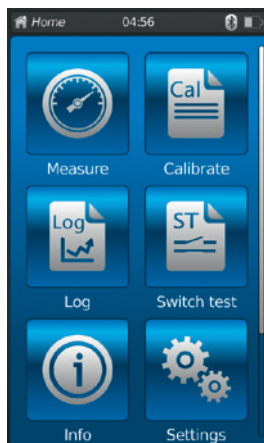 Home 04:56
Cal
Measure Calibrate
Log ST
Log Switch test
Info Settings